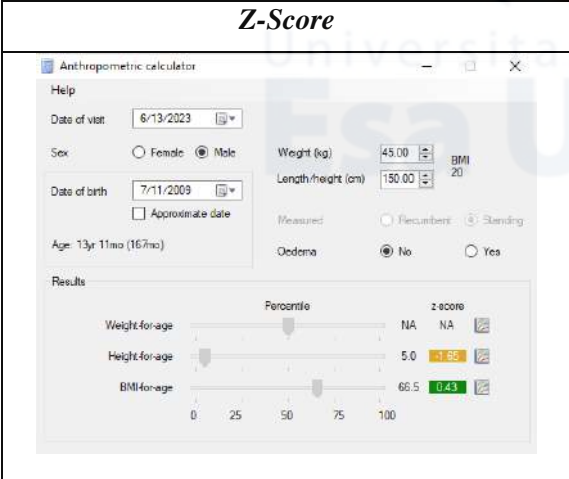 Z-Score
Universita
Esa U
Anthropometric calculator
Help
Date of visit 6/13/2023
Sex Female Male Weight (kg) 45.00 BMI
Length/height (cm) 150.00 20
Date of birth 7/11/2009
Approximate date
Measured Recumbent Standing
Age: 13yr 11mo (167mo) Oedema No Yes
Results
Percentile z-score
Weight-for-age NA NA
Height-for-age 5.0 -1.65
BMI-for-age 66.5 0.43
0 25 50 75 100